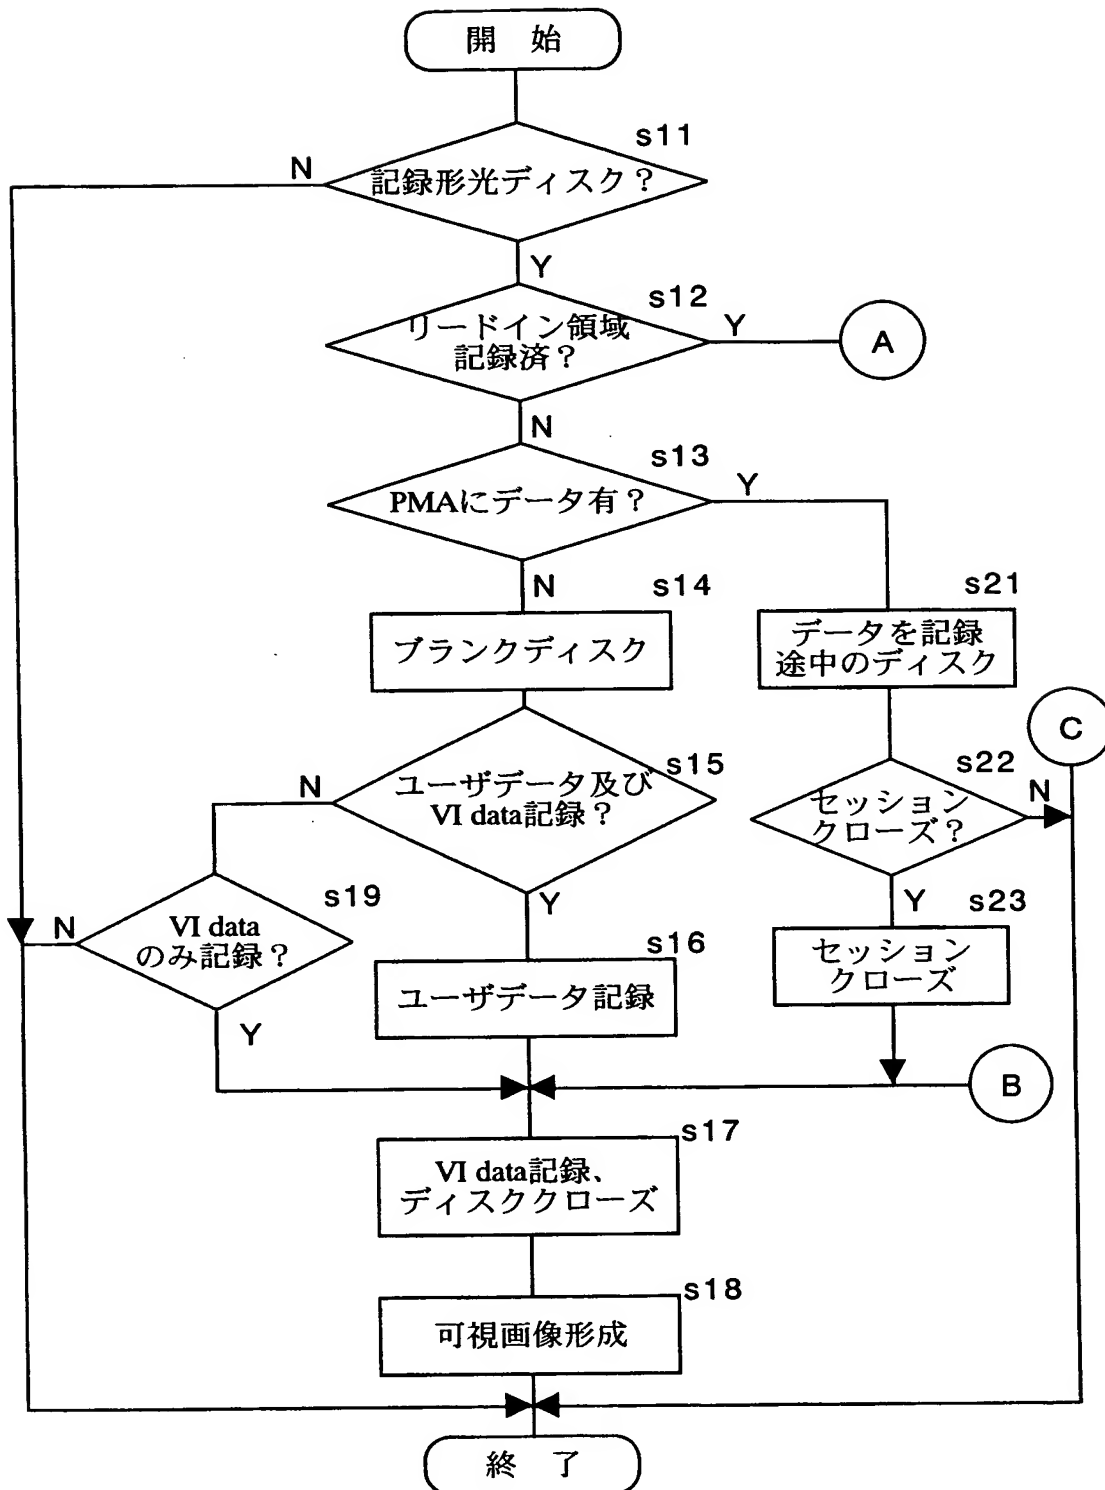 開 始
s11
N
記録形光ディスク？
Y
s12
リードイン領域
記録済？
Y
A
N
s13
PMAにデータ有？
Y
N
s14
ブランクディスク
s21
データを記録
途中のディスク
C
s15
N
ユーザデータ及び
VI data記録？
s22
セッション
クローズ？
N
Y
s19
N
VI data
のみ記録？
Y
Y
s23
セッション
クローズ
s16
ユーザデータ記録
B
s17
VI data記録、
ディスククローズ
s18
可視画像形成
終 了